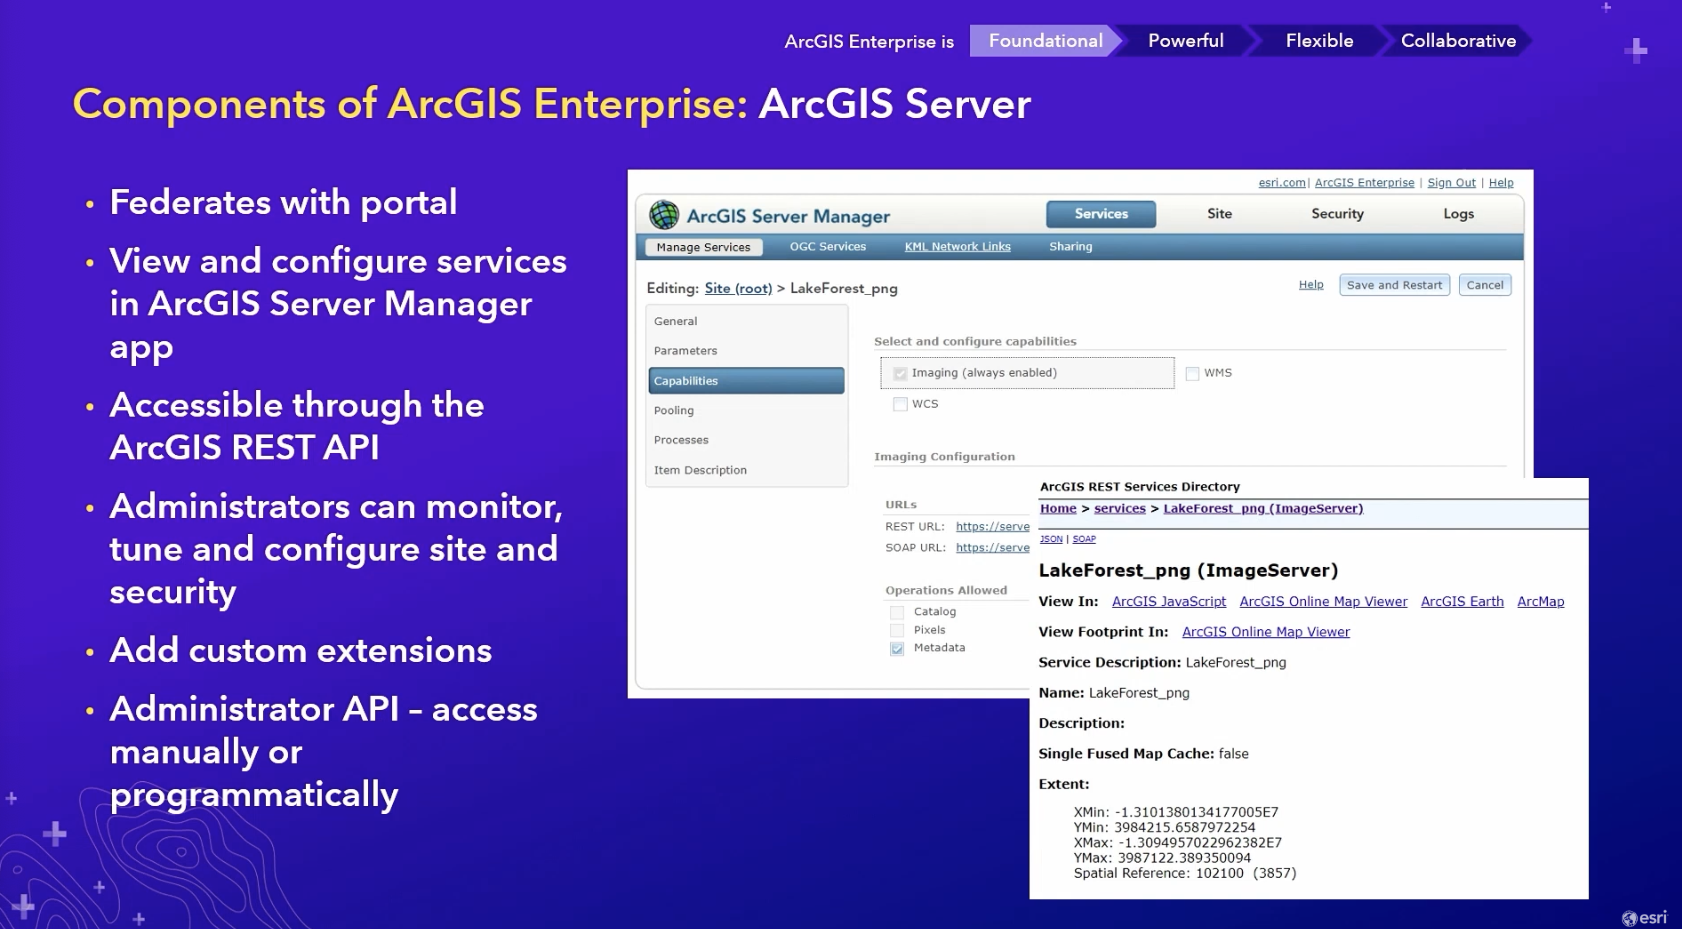 ArcGIS Enterprise is
Foundational
Powerful
Flexible
Collaborative
Components of ArcGIS Enterprise: ArcGIS Server
• Federates with portal
• View and configure services
in ArcGIS Server Manager
app
• Accessible through the
ArcGIS REST API
• Administrators can monitor,
tune and configure site and
security
• Add custom extensions
• Administrator API – access
manually or
programmatically
esri.com | ArcGIS Enterprise | Sign Out | Help
ArcGIS Server Manager
Services
Site
Security
Logs
Manage Services
OGC Services
KML Network Links
Sharing
Editing: Site (root) > LakeForest_png
Help
Save and Restart
Cancel
General
Parameters
Capabilities
Pooling
Processes
Item Description
Select and configure capabilities
Imaging (always enabled)
WMS
WCS
Imaging Configuration
URLs
REST URL: https://serve
SOAP URL: https://serve
Operations Allowed
Catalog
Pixels
Metadata
ArcGIS REST Services Directory
Home > services > LakeForest_png (ImageServer)
JSON | SOAP
LakeForest_png (ImageServer)
View In: ArcGIS JavaScript ArcGIS Online Map Viewer ArcGIS Earth ArcMap
View Footprint In: ArcGIS Online Map Viewer
Service Description: LakeForest_png
Name: LakeForest_png
Description:
Single Fused Map Cache: false
Extent:
XMin: -1.3101380134177005E7
YMin: 3984215.6587972254
XMax: -1.3094957022962382E7
YMax: 3987122.389350094
Spatial Reference: 102100 (3857)
esri